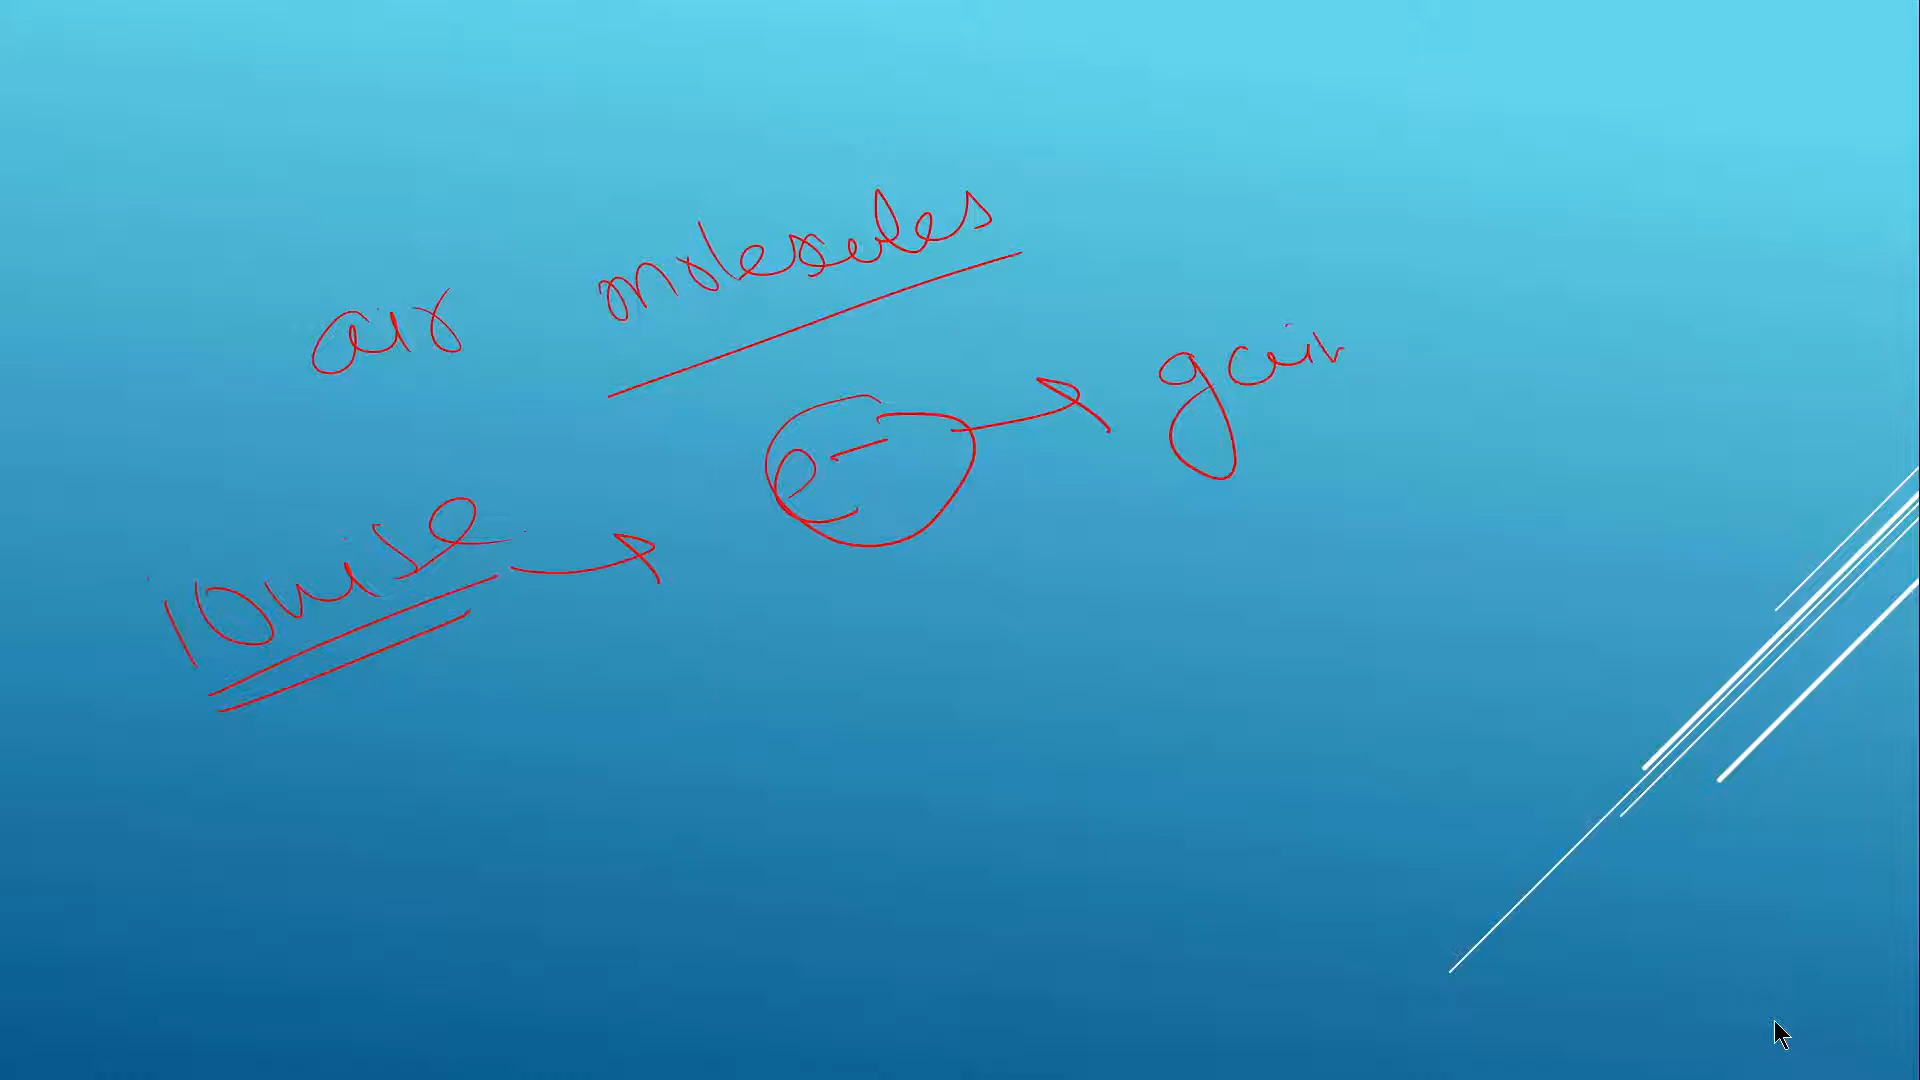 air molecules
ionise → e⁻ → gain